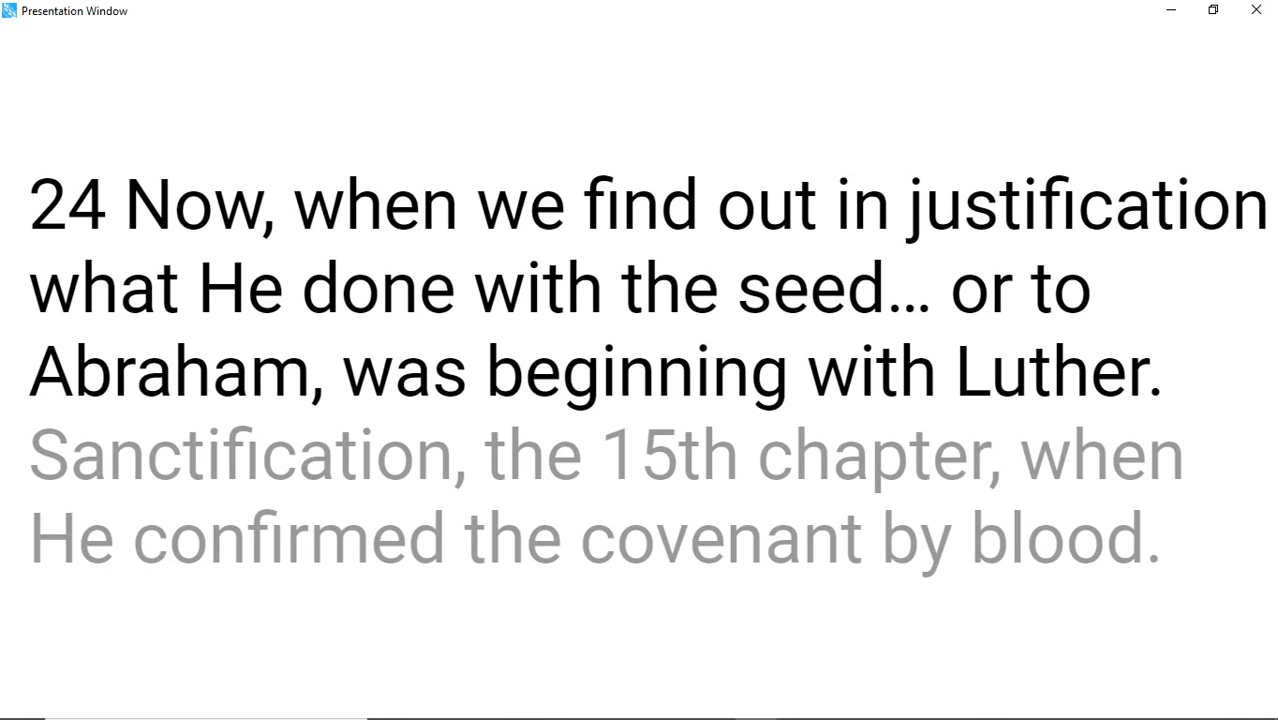 Presentation Window
24 Now, when we find out in justification
what He done with the seed... or to
Abraham, was beginning with Luther.
Sanctification, the 15th chapter, when
He confirmed the covenant by blood.